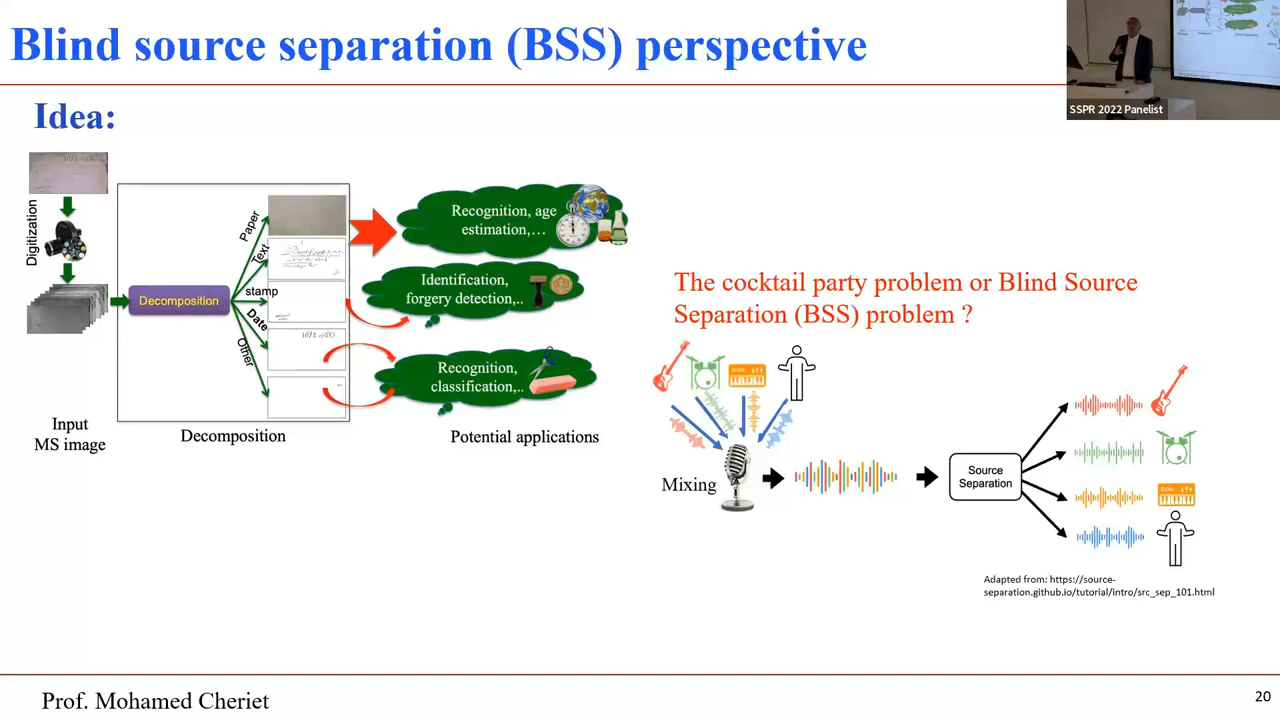 Blind source separation (BSS) perspective
SSPR 2022 Panelist
Idea:
Digitization
Input
MS image
Decomposition
Paper
Text
stamp
Date
Other
Decomposition
Recognition, age
estimation,...
Identification,
forgery detection,..
Recognition,
classification,..
Potential applications
The cocktail party problem or Blind Source
Separation (BSS) problem ?
Mixing
Source
Separation
Adapted from: https://source-
separation.github.io/tutorial/intro/src_sep_101.html
Prof. Mohamed Cheriet
20